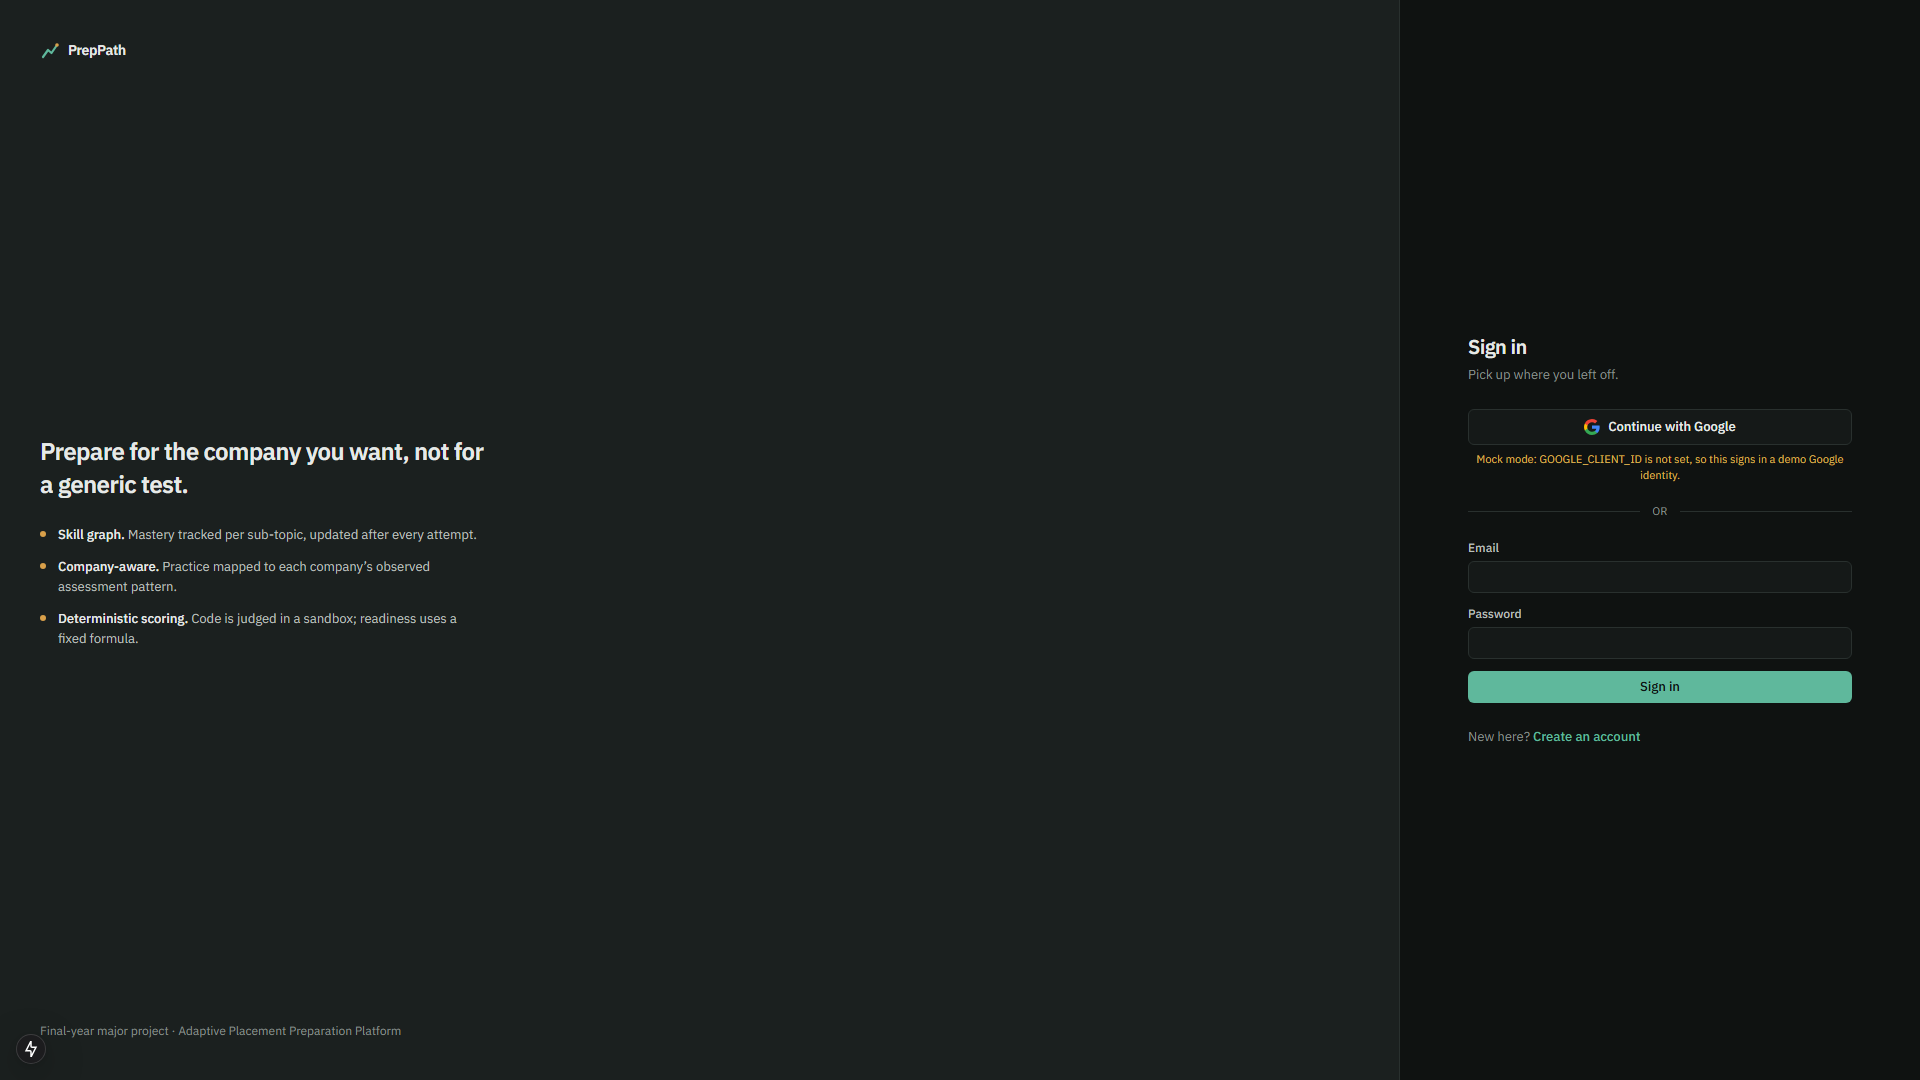 PrepPath
Prepare for the company you want, not for
a generic test.
Skill graph. Mastery tracked per sub-topic, updated after every attempt.
Company-aware. Practice mapped to each company’s observed
assessment pattern.
Deterministic scoring. Code is judged in a sandbox; readiness uses a
fixed formula.
Final-year major project · Adaptive Placement Preparation Platform
Sign in
Pick up where you left off.
Continue with Google
Mock mode: GOOGLE_CLIENT_ID is not set, so this signs in a demo Google
identity.
OR
Email
Password
Sign in
New here? Create an account